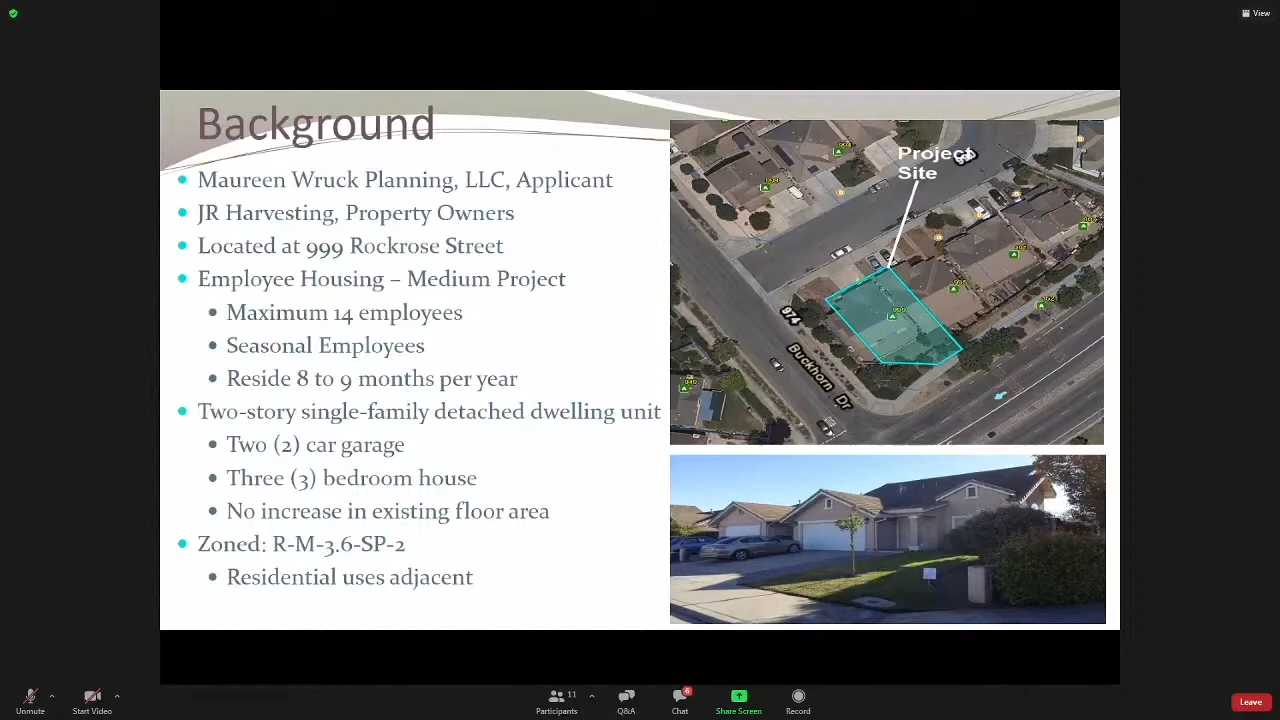 View
Background
Maureen Wruck Planning, LLC, Applicant
JR Harvesting, Property Owners
Located at 999 Rockrose Street
Employee Housing – Medium Project
Maximum 14 employees
Seasonal Employees
Reside 8 to 9 months per year
Two-story single-family detached dwelling unit
Two (2) car garage
Three (3) bedroom house
No increase in existing floor area
Zoned: R-M-3.6-SP-2
Residential uses adjacent
Project
Site
974
Buckhorn Dr
999
Unmute
Start Video
Participants
11
Q&A
Chat
6
Share Screen
Record
Leave